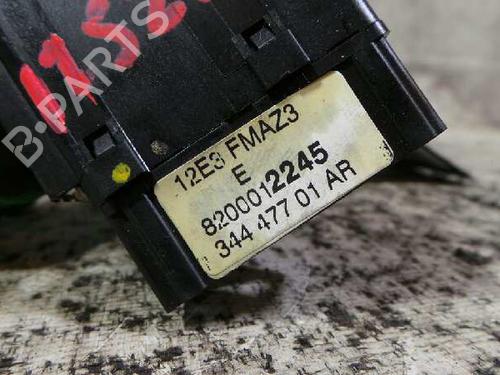 B-PARTS
12E3 FMAZ3
E
8200012245
344 477 01 AR